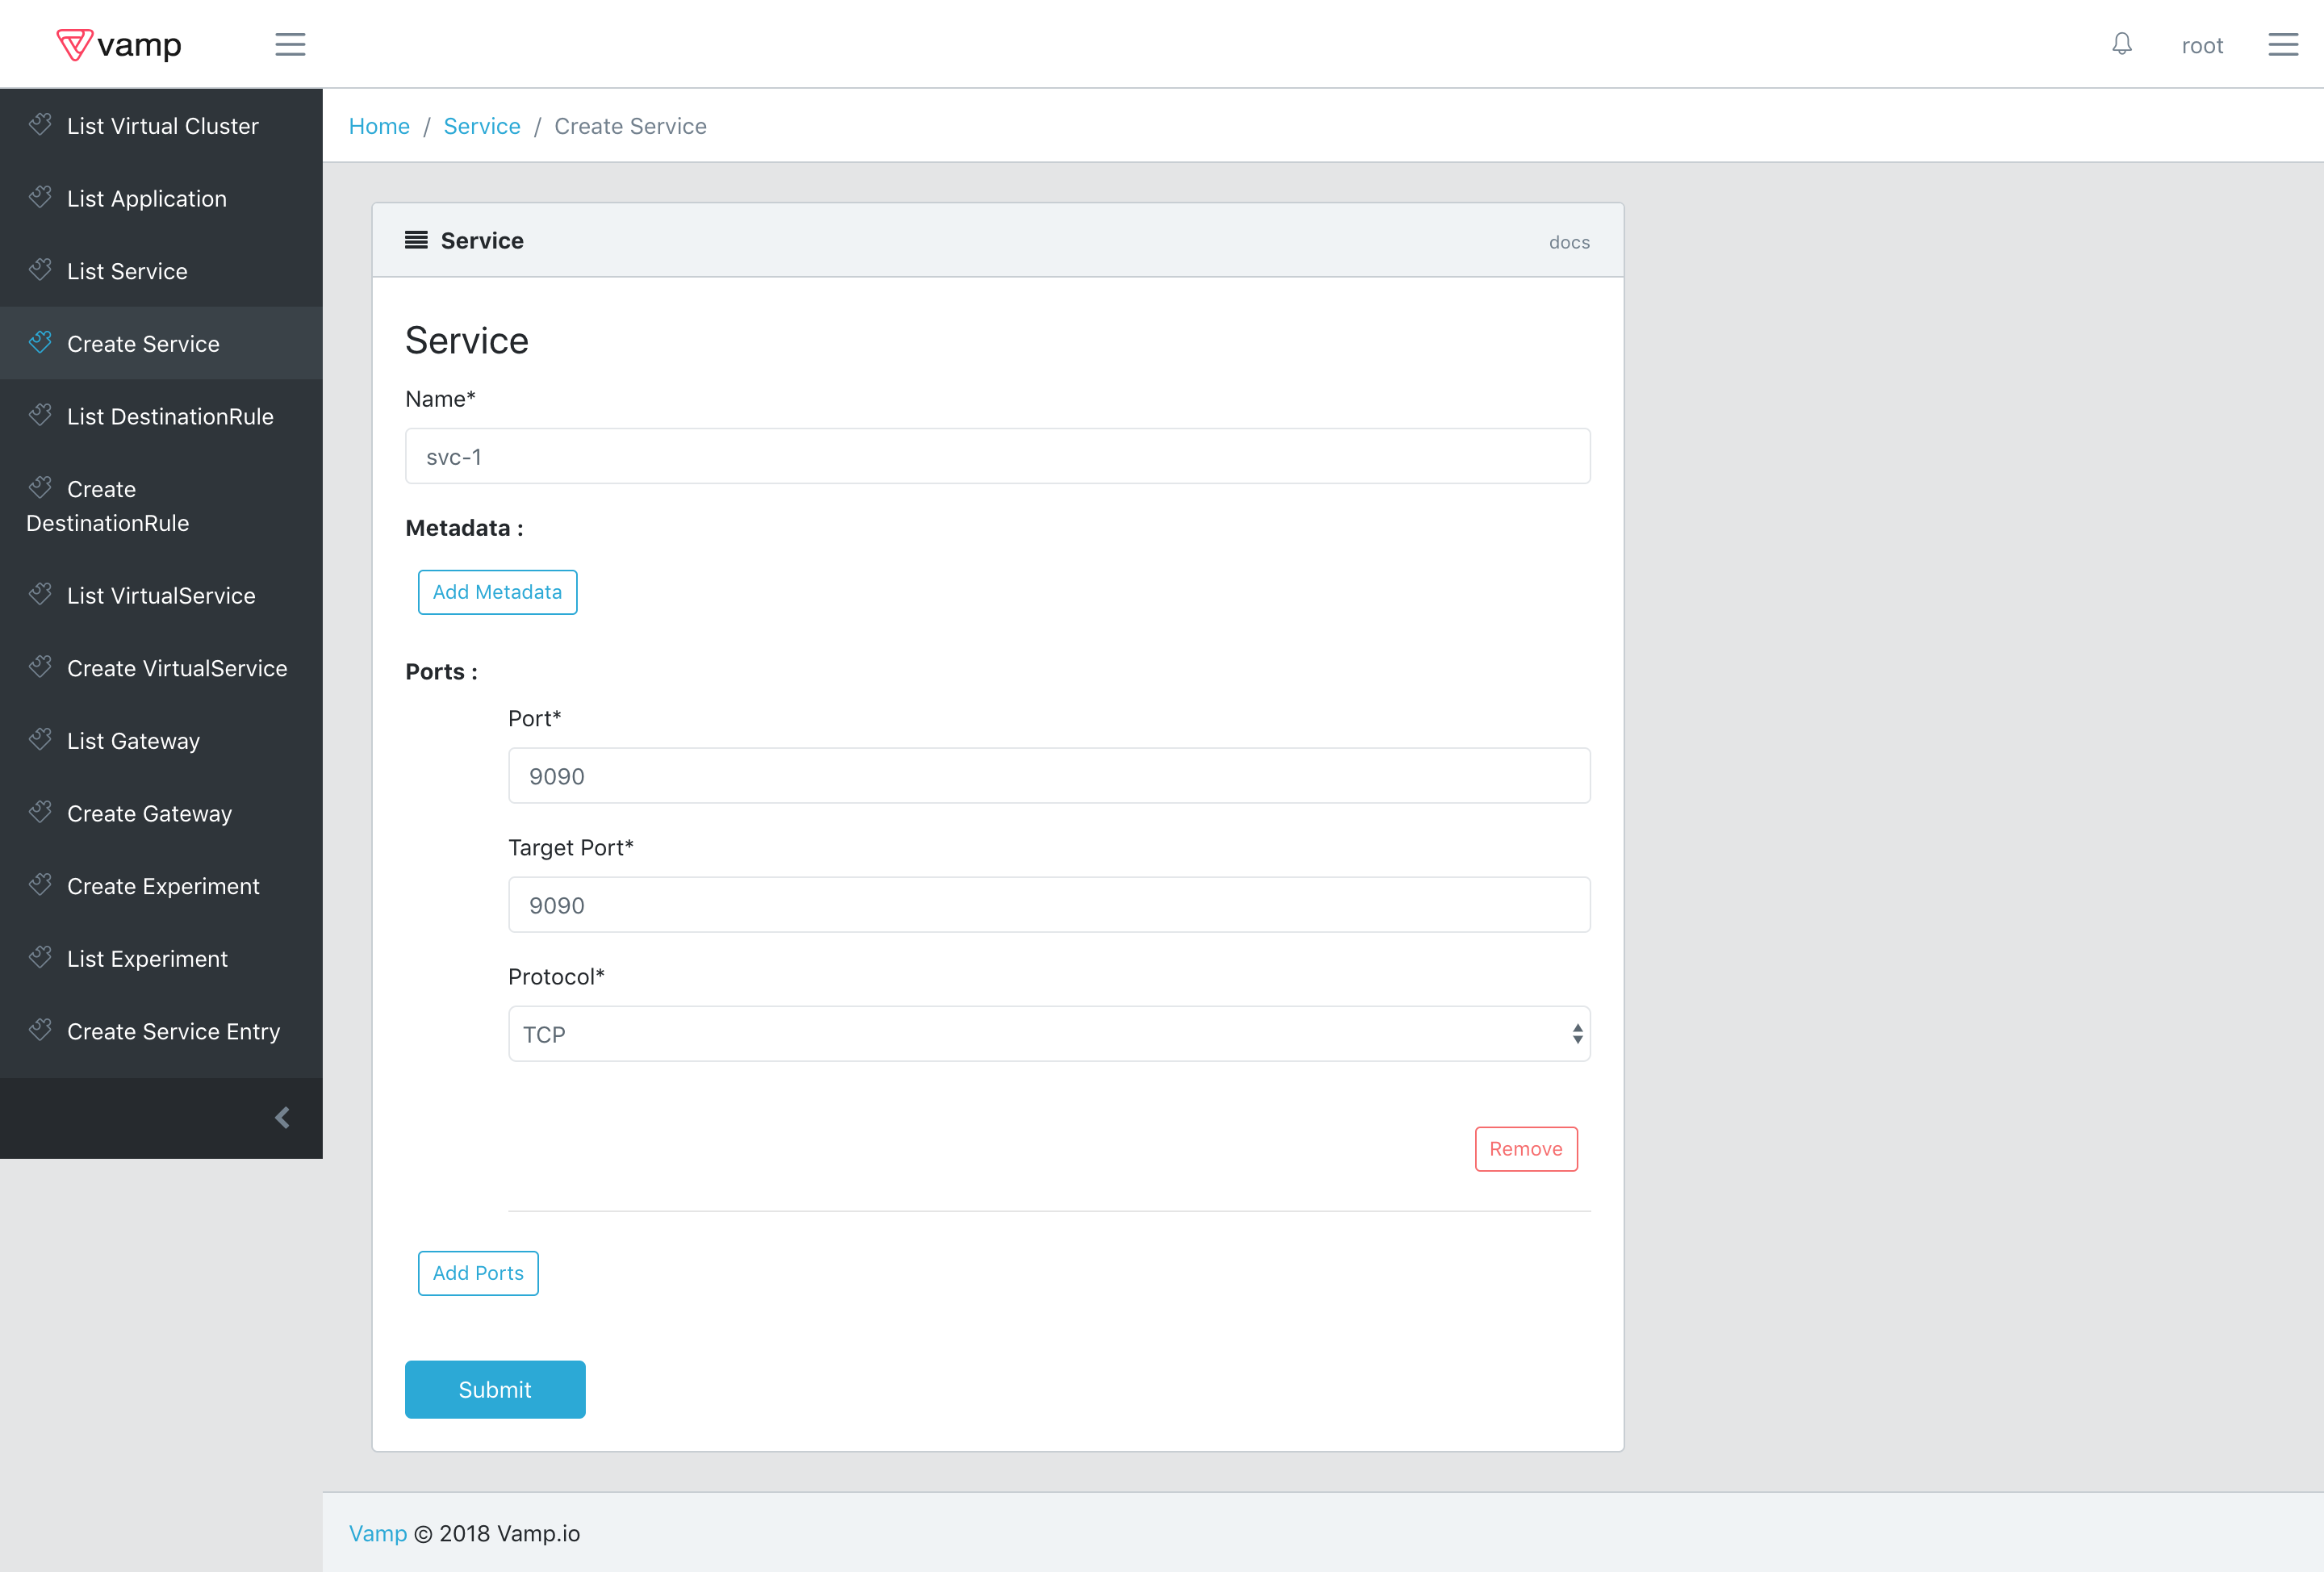 vamp
root
List Virtual Cluster
List Application
List Service
Create Service
List DestinationRule
Create
DestinationRule
List VirtualService
Create VirtualService
List Gateway
Create Gateway
Create Experiment
List Experiment
Create Service Entry
Home / Service / Create Service
Service
docs
Service
Name*
svc-1
Metadata :
Add Metadata
Ports :
Port*
9090
Target Port*
9090
Protocol*
TCP
Remove
Add Ports
Submit
Vamp © 2018 Vamp.io